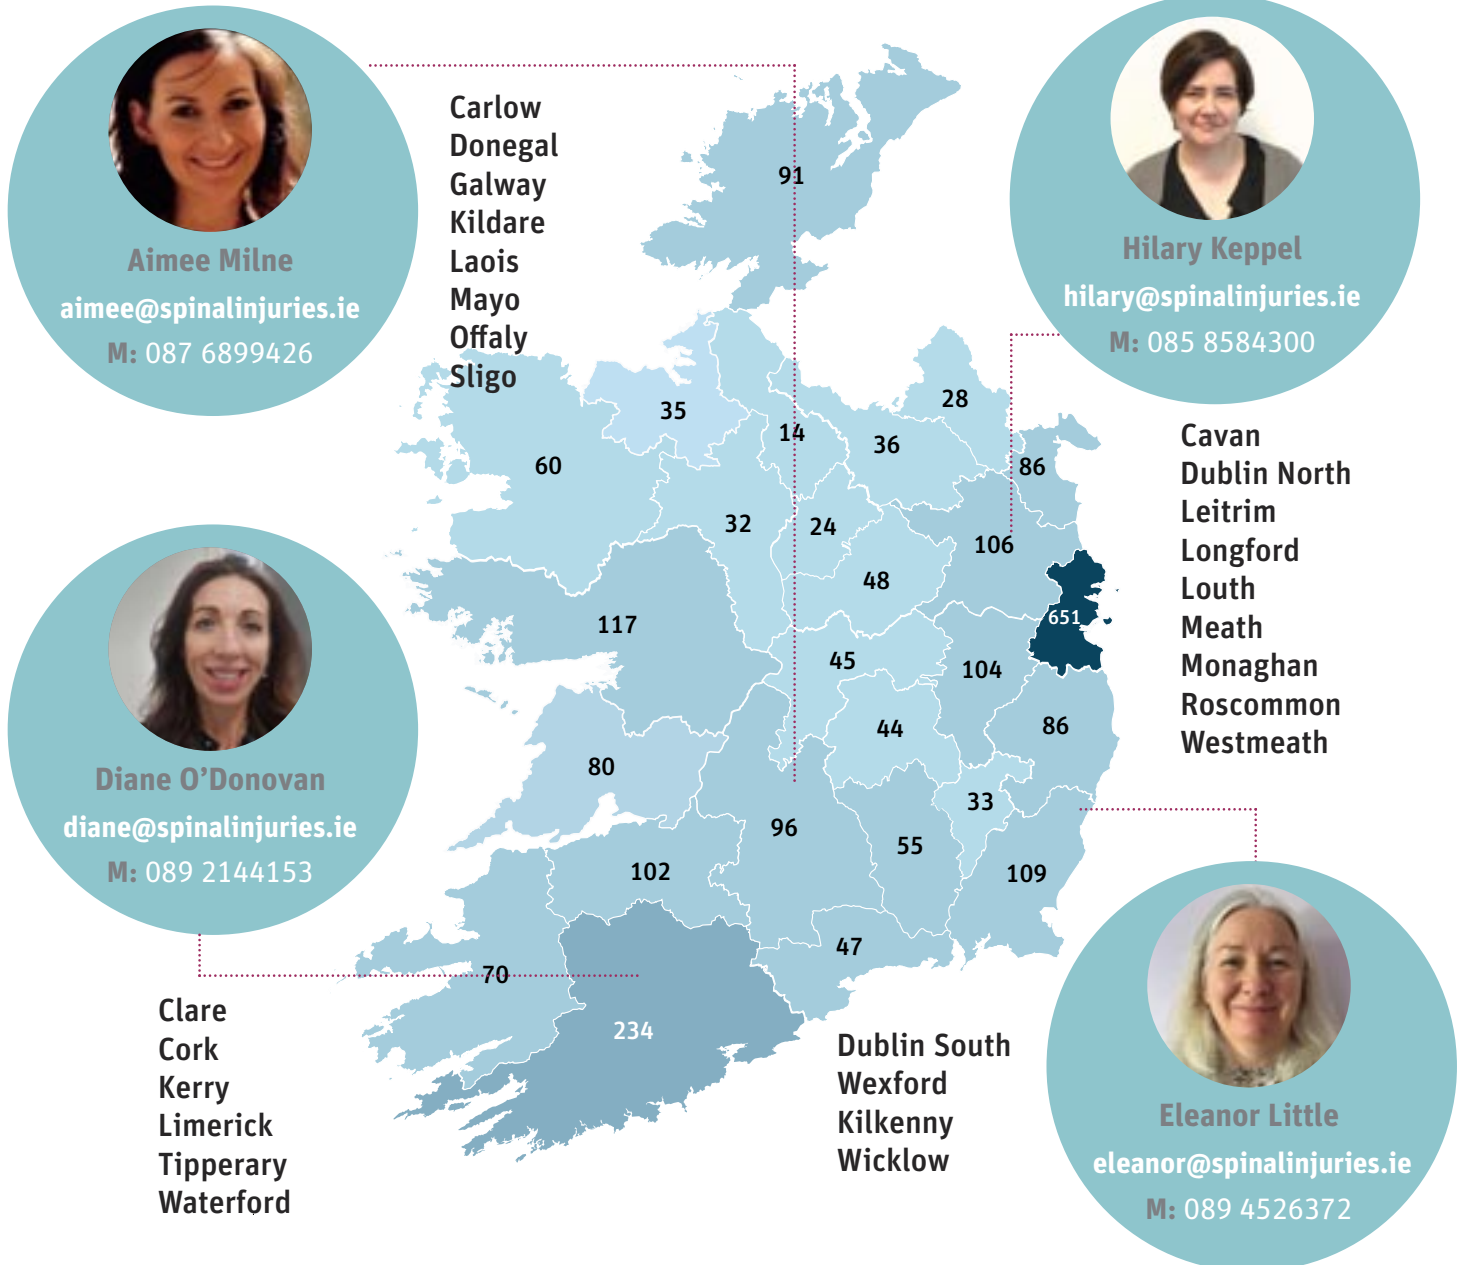 Aimee Milne
aimee@spinalinjuries.ie
M: 087 6899426
Carlow
Donegal
Galway
Kildare
Laois
Mayo
Offaly
Sligo
Hilary Keppel
hilary@spinalinjuries.ie
M: 085 8584300
Cavan
Dublin North
Leitrim
Longford
Louth
Meath
Monaghan
Roscommon
Westmeath
91
28
35
14
36
60
86
32
24
106
48
117
651
45
104
44
86
80
33
96
55
102
109
47
70
234
Diane O’Donovan
diane@spinalinjuries.ie
M: 089 2144153
Clare
Cork
Kerry
Limerick
Tipperary
Waterford
Dublin South
Wexford
Kilkenny
Wicklow
Eleanor Little
eleanor@spinalinjuries.ie
M: 089 4526372